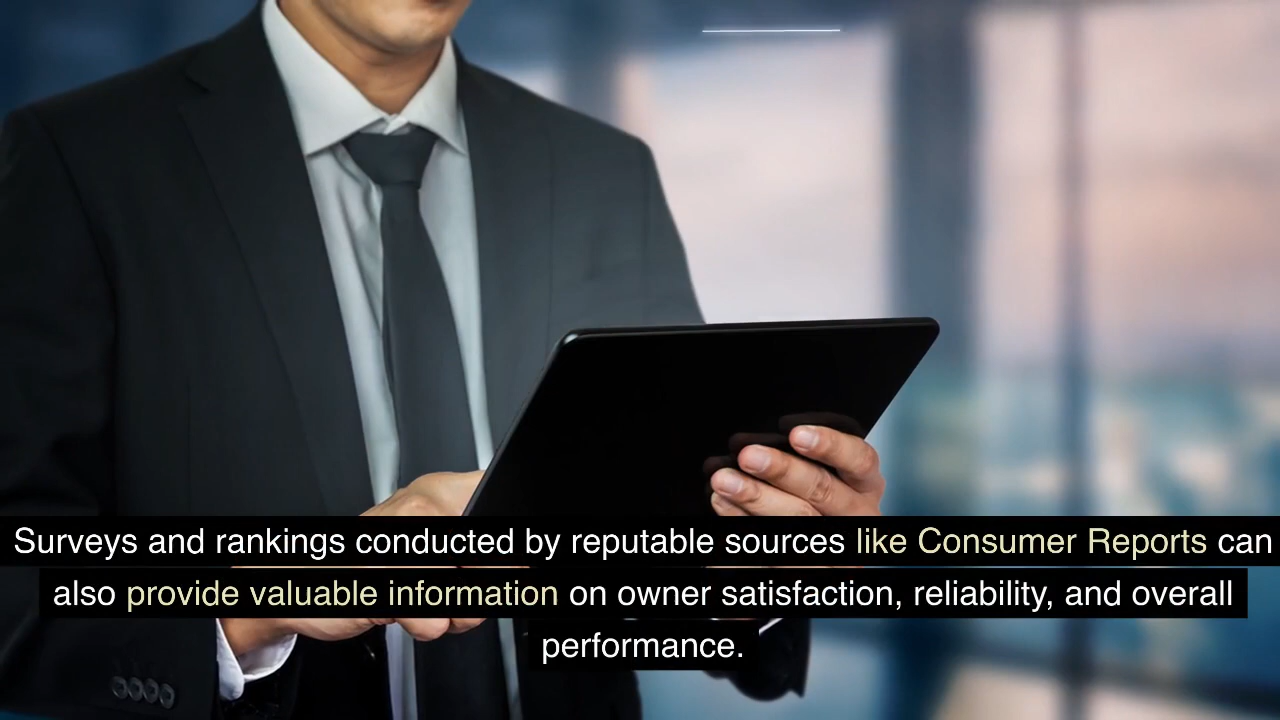 Surveys and rankings conducted by reputable sources like Consumer Reports can
also provide valuable information on owner satisfaction, reliability, and overall
performance.